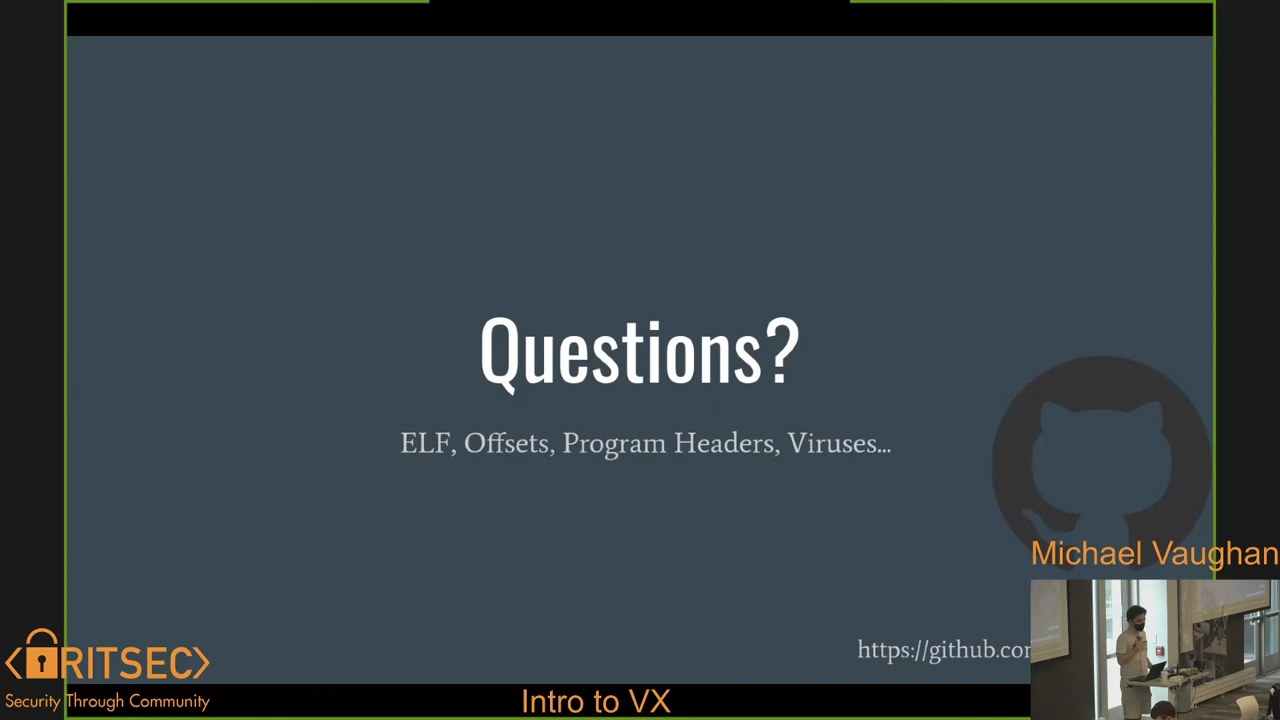 Questions?
ELF, Offsets, Program Headers, Viruses...
Michael Vaughan
https://github.com
<RITSEC>
Security Through Community
Intro to VX